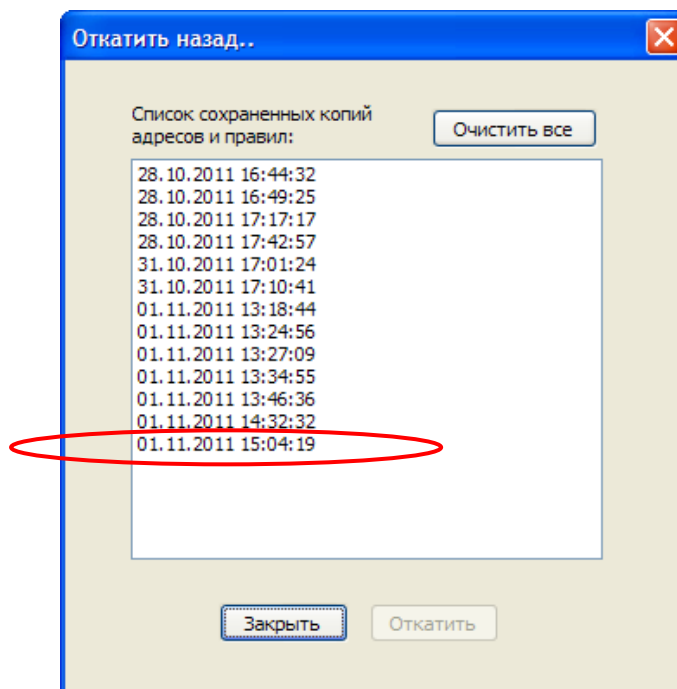 Откатить назад..
Список сохраненных копий
адресов и правил:
Очистить все
28.10.2011 16:44:32
28.10.2011 16:49:25
28.10.2011 17:17:17
28.10.2011 17:42:57
31.10.2011 17:01:24
31.10.2011 17:10:41
01.11.2011 13:18:44
01.11.2011 13:24:56
01.11.2011 13:27:09
01.11.2011 13:34:55
01.11.2011 13:46:36
01.11.2011 14:32:32
01.11.2011 15:04:19
Закрыть
Откатить